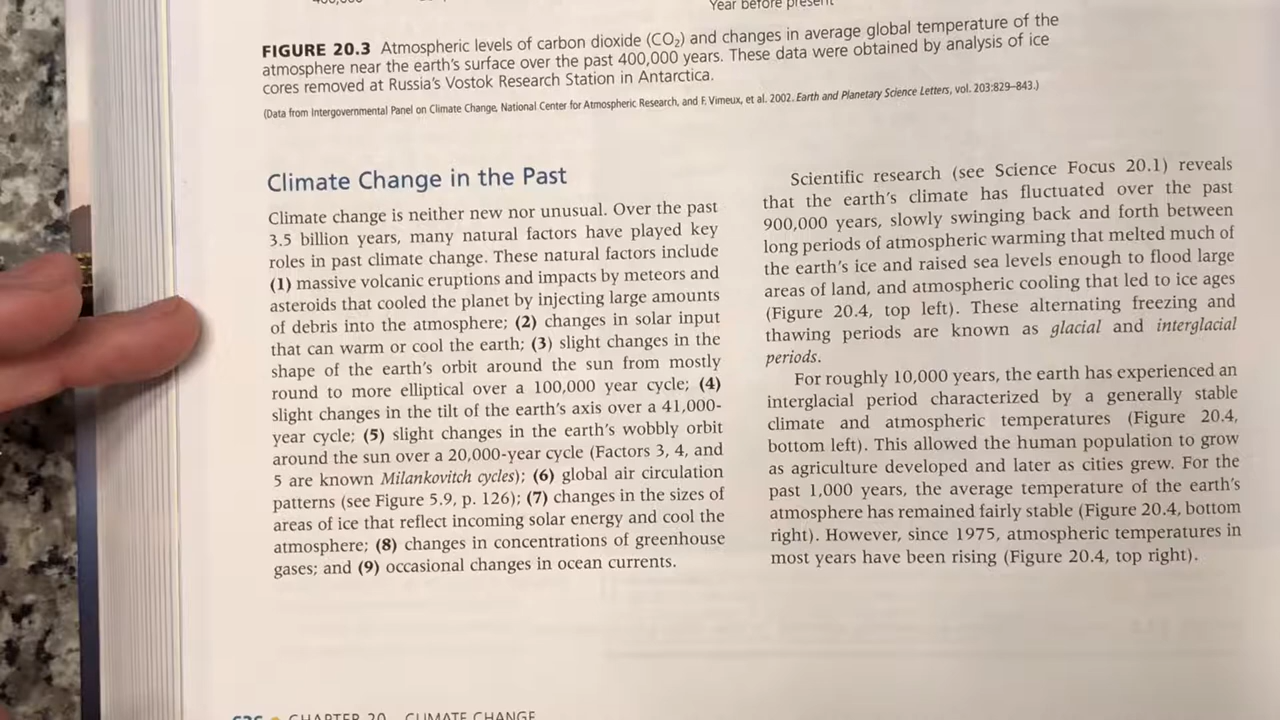 400,000
Year before present
FIGURE 20.3 Atmospheric levels of carbon dioxide (CO₂) and changes in average global temperature of the
atmosphere near the earth's surface over the past 400,000 years. These data were obtained by analysis of ice
cores removed at Russia's Vostok Research Station in Antarctica.
(Data from Intergovernmental Panel on Climate Change, National Center for Atmospheric Research, and F. Vimeux, et al. 2002. Earth and Planetary Science Letters, vol. 203:829–843.)
Climate Change in the Past
Climate change is neither new nor unusual. Over the past
3.5 billion years, many natural factors have played key
roles in past climate change. These natural factors include
(1) massive volcanic eruptions and impacts by meteors and
asteroids that cooled the planet by injecting large amounts
of debris into the atmosphere; (2) changes in solar input
that can warm or cool the earth; (3) slight changes in the
shape of the earth's orbit around the sun from mostly
round to more elliptical over a 100,000 year cycle; (4)
slight changes in the tilt of the earth's axis over a 41,000-
year cycle; (5) slight changes in the earth's wobbly orbit
around the sun over a 20,000-year cycle (Factors 3, 4, and
5 are known Milankovitch cycles); (6) global air circulation
patterns (see Figure 5.9, p. 126); (7) changes in the sizes of
areas of ice that reflect incoming solar energy and cool the
atmosphere; (8) changes in concentrations of greenhouse
gases; and (9) occasional changes in ocean currents.
Scientific research (see Science Focus 20.1) reveals
that the earth's climate has fluctuated over the past
900,000 years, slowly swinging back and forth between
long periods of atmospheric warming that melted much of
the earth's ice and raised sea levels enough to flood large
areas of land, and atmospheric cooling that led to ice ages
(Figure 20.4, top left). These alternating freezing and
thawing periods are known as glacial and interglacial
periods.
For roughly 10,000 years, the earth has experienced an
interglacial period characterized by a generally stable
climate and atmospheric temperatures (Figure 20.4,
bottom left). This allowed the human population to grow
as agriculture developed and later as cities grew. For the
past 1,000 years, the average temperature of the earth's
atmosphere has remained fairly stable (Figure 20.4, bottom
right). However, since 1975, atmospheric temperatures in
most years have been rising (Figure 20.4, top right).
CHAPTER 20 CLIMATE CHANGE